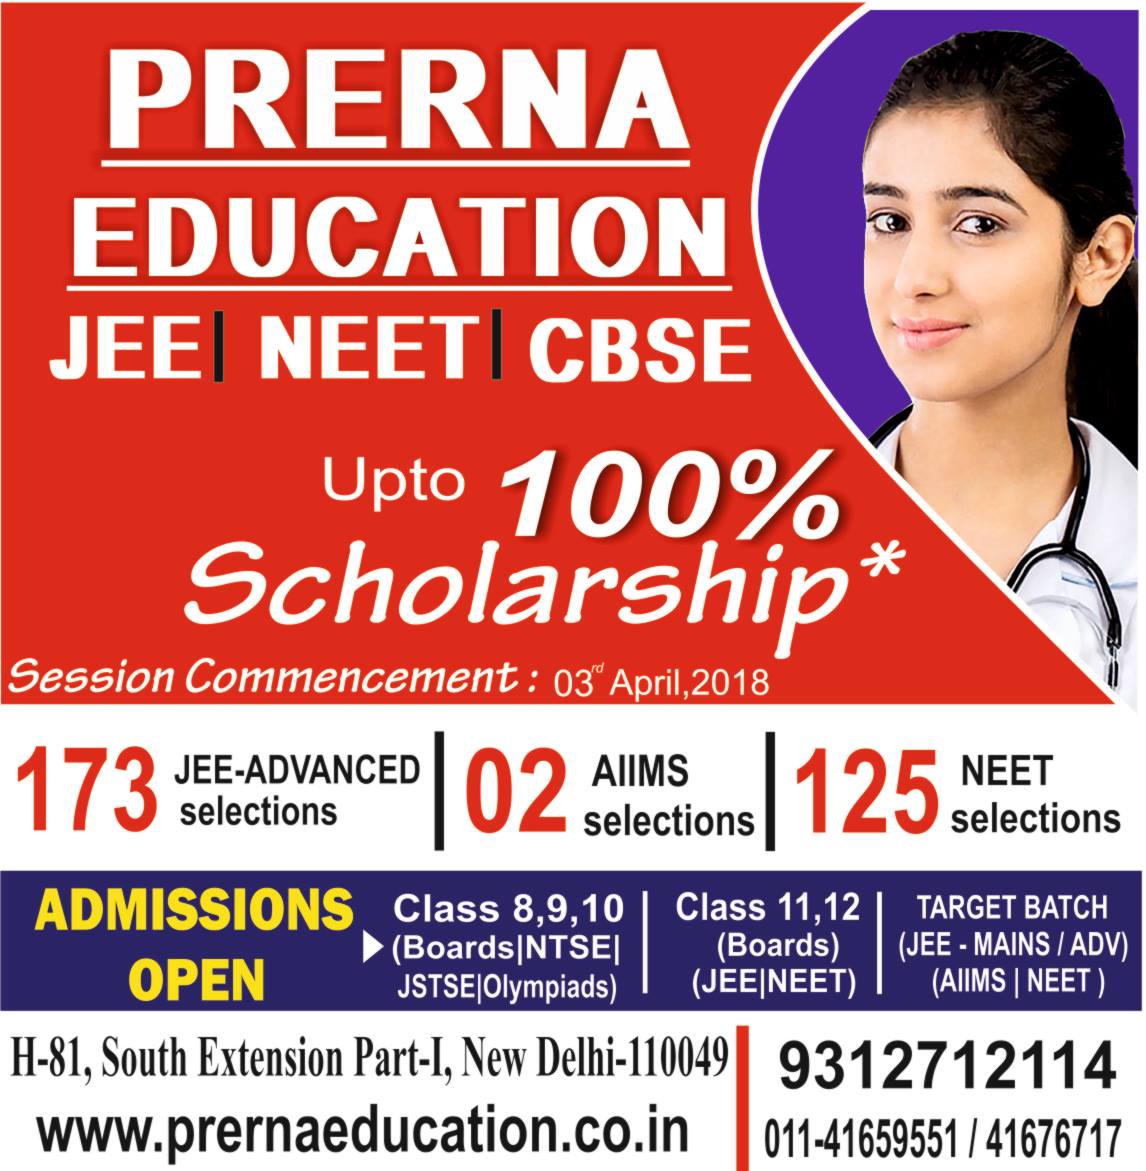 PRERNA
EDUCATION
JEE| NEET| CBSE
Upto 100%
Scholarship*
Session Commencement : 03rd April,2018
173 JEE-ADVANCED selections | 02 AIIMS selections | 125 NEET selections
ADMISSIONS
OPEN
Class 8,9,10
(Boards|NTSE|
JSTSE|Olympiads)
Class 11,12
(Boards)
(JEE|NEET)
TARGET BATCH
(JEE - MAINS / ADV)
(AIIMS | NEET )
H-81, South Extension Part-I, New Delhi-110049
www.prernaeducation.co.in
9312712114
011-41659551 / 41676717